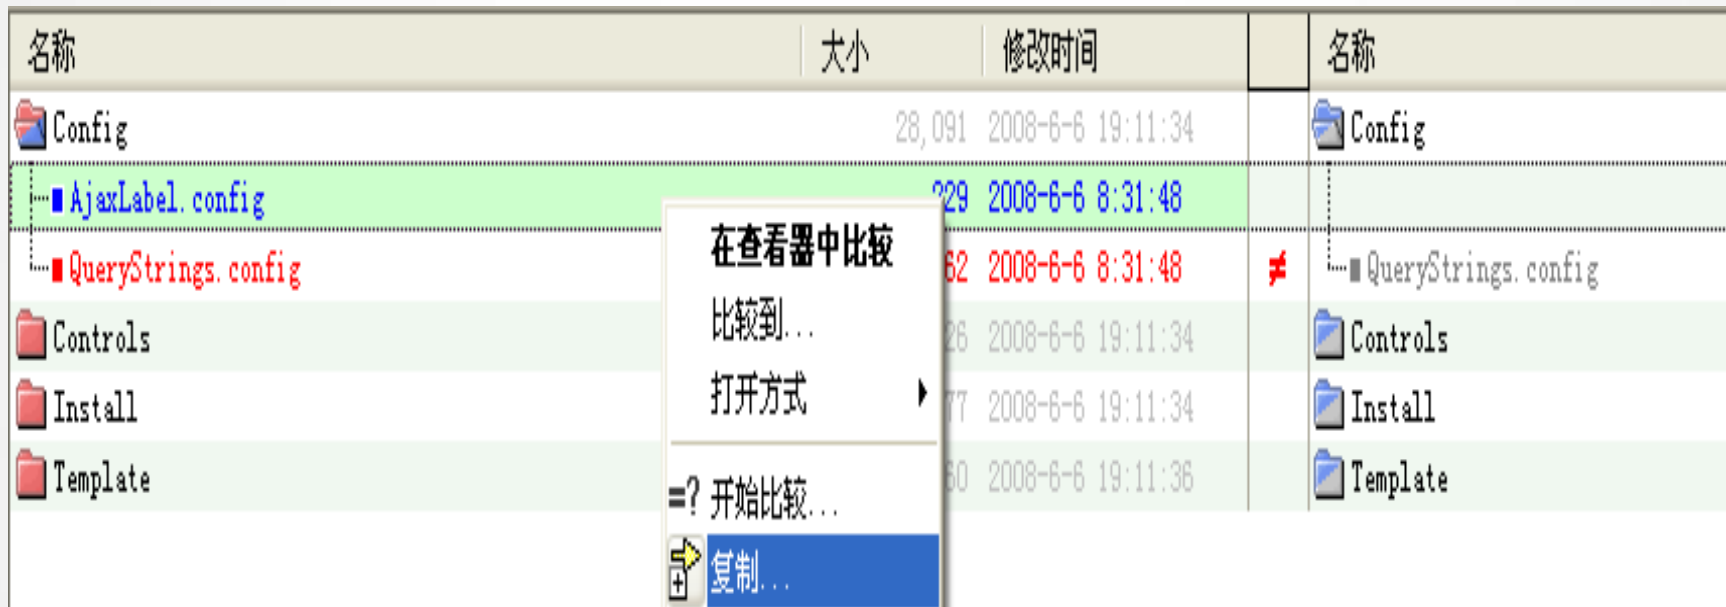 名称 大小 修改时间 名称
Config 28,091 2008-6-6 19:11:34 Config
AjaxLabel.config 229 2008-6-6 8:31:48
QueryStrings.config 62 2008-6-6 8:31:48 ≠ QueryStrings.config
Controls 26 2008-6-6 19:11:34 Controls
Install 77 2008-6-6 19:11:34 Install
Template 60 2008-6-6 19:11:36 Template
在查看器中比较
比较到...
打开方式
=? 开始比较...
复制...